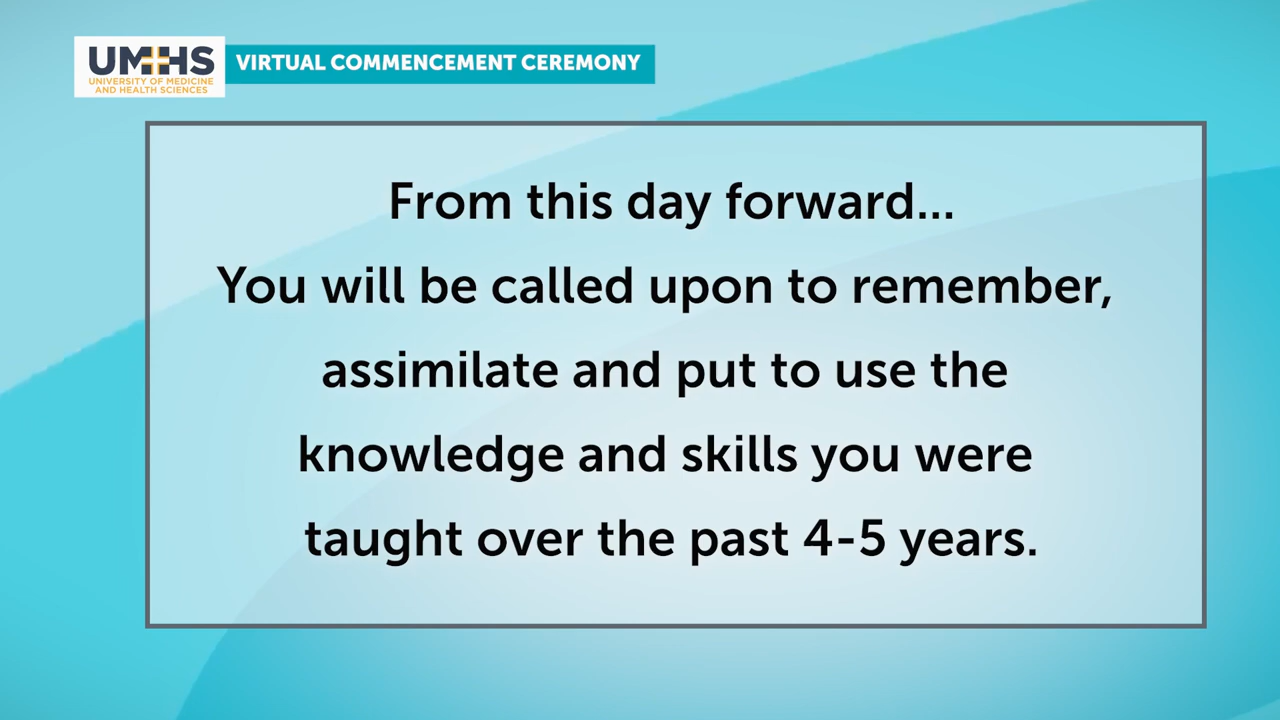 UMHS
UNIVERSITY OF MEDICINE
AND HEALTH SCIENCES
VIRTUAL COMMENCEMENT CEREMONY
From this day forward...
You will be called upon to remember,
assimilate and put to use the
knowledge and skills you were
taught over the past 4-5 years.